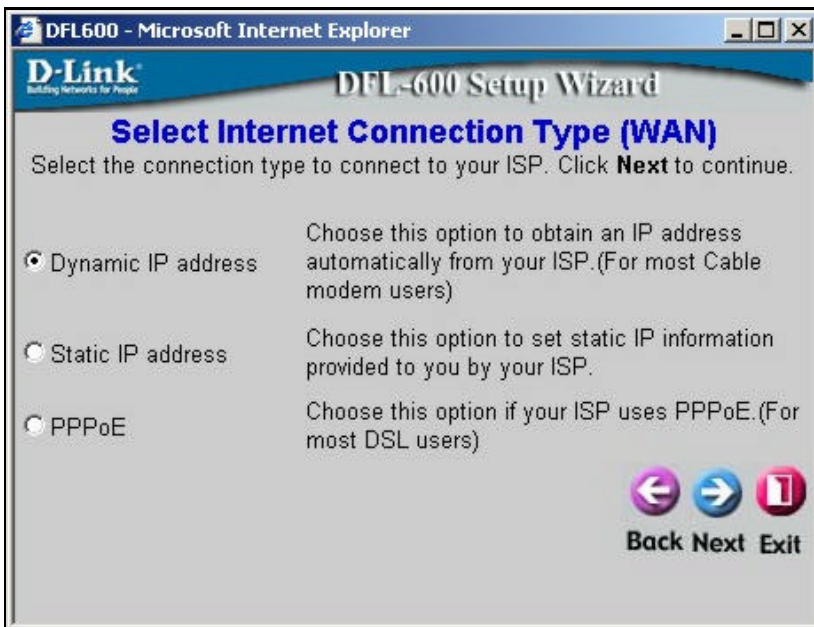 DFL600 - Microsoft Internet Explorer
D-Link
Building Networks for People
DFL-600 Setup Wizard
Select Internet Connection Type (WAN)
Select the connection type to connect to your ISP. Click Next to continue.
Dynamic IP address
Choose this option to obtain an IP address
automatically from your ISP.(For most Cable
modem users)
Static IP address
Choose this option to set static IP information
provided to you by your ISP.
PPPoE
Choose this option if your ISP uses PPPoE.(For
most DSL users)
Back Next Exit